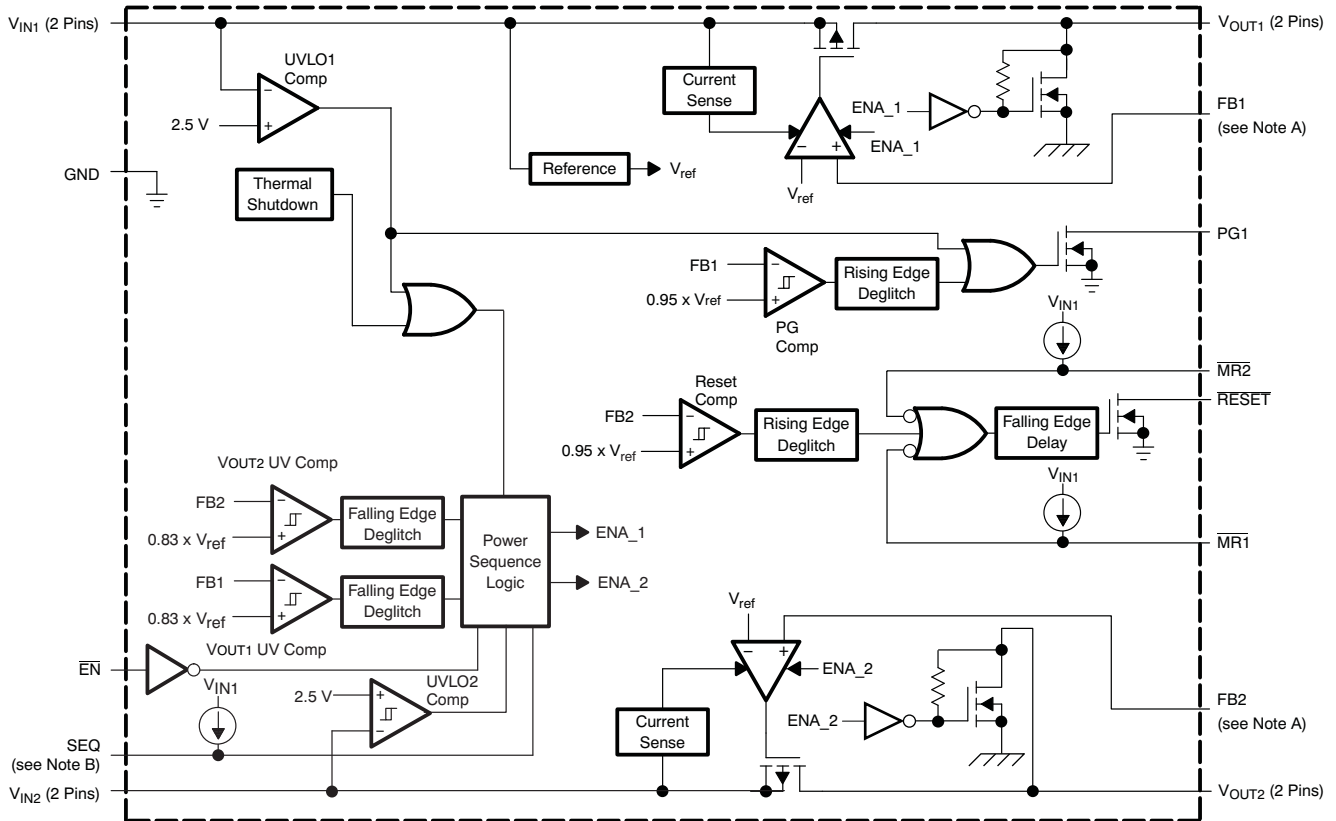 VIN1 (2 Pins)
VOUT1 (2 Pins)
UVLO1
Comp
−
+
2.5 V
Current
Sense
ENA_1
ENA_1
−
+
Vref
FB1
(see Note A)
GND
Thermal
Shutdown
Reference
Vref
PG1
FB1
−
0.95 x Vref
+
PG
Comp
Rising Edge
Deglitch
VIN1
MR2
RESET
Reset
Comp
FB2
−
0.95 x Vref
+
Rising Edge
Deglitch
Falling Edge
Delay
VIN1
MR1
VOUT2 UV Comp
FB2
−
0.83 x Vref
+
Falling Edge
Deglitch
FB1
−
0.83 x Vref
+
Falling Edge
Deglitch
VOUT1 UV Comp
Power
Sequence
Logic
ENA_1
ENA_2
EN
VIN1
2.5 V
+
−
UVLO2
Comp
SEQ
(see Note B)
Vref
−
+
ENA_2
Current
Sense
ENA_2
FB2
(see Note A)
VIN2 (2 Pins)
VOUT2 (2 Pins)